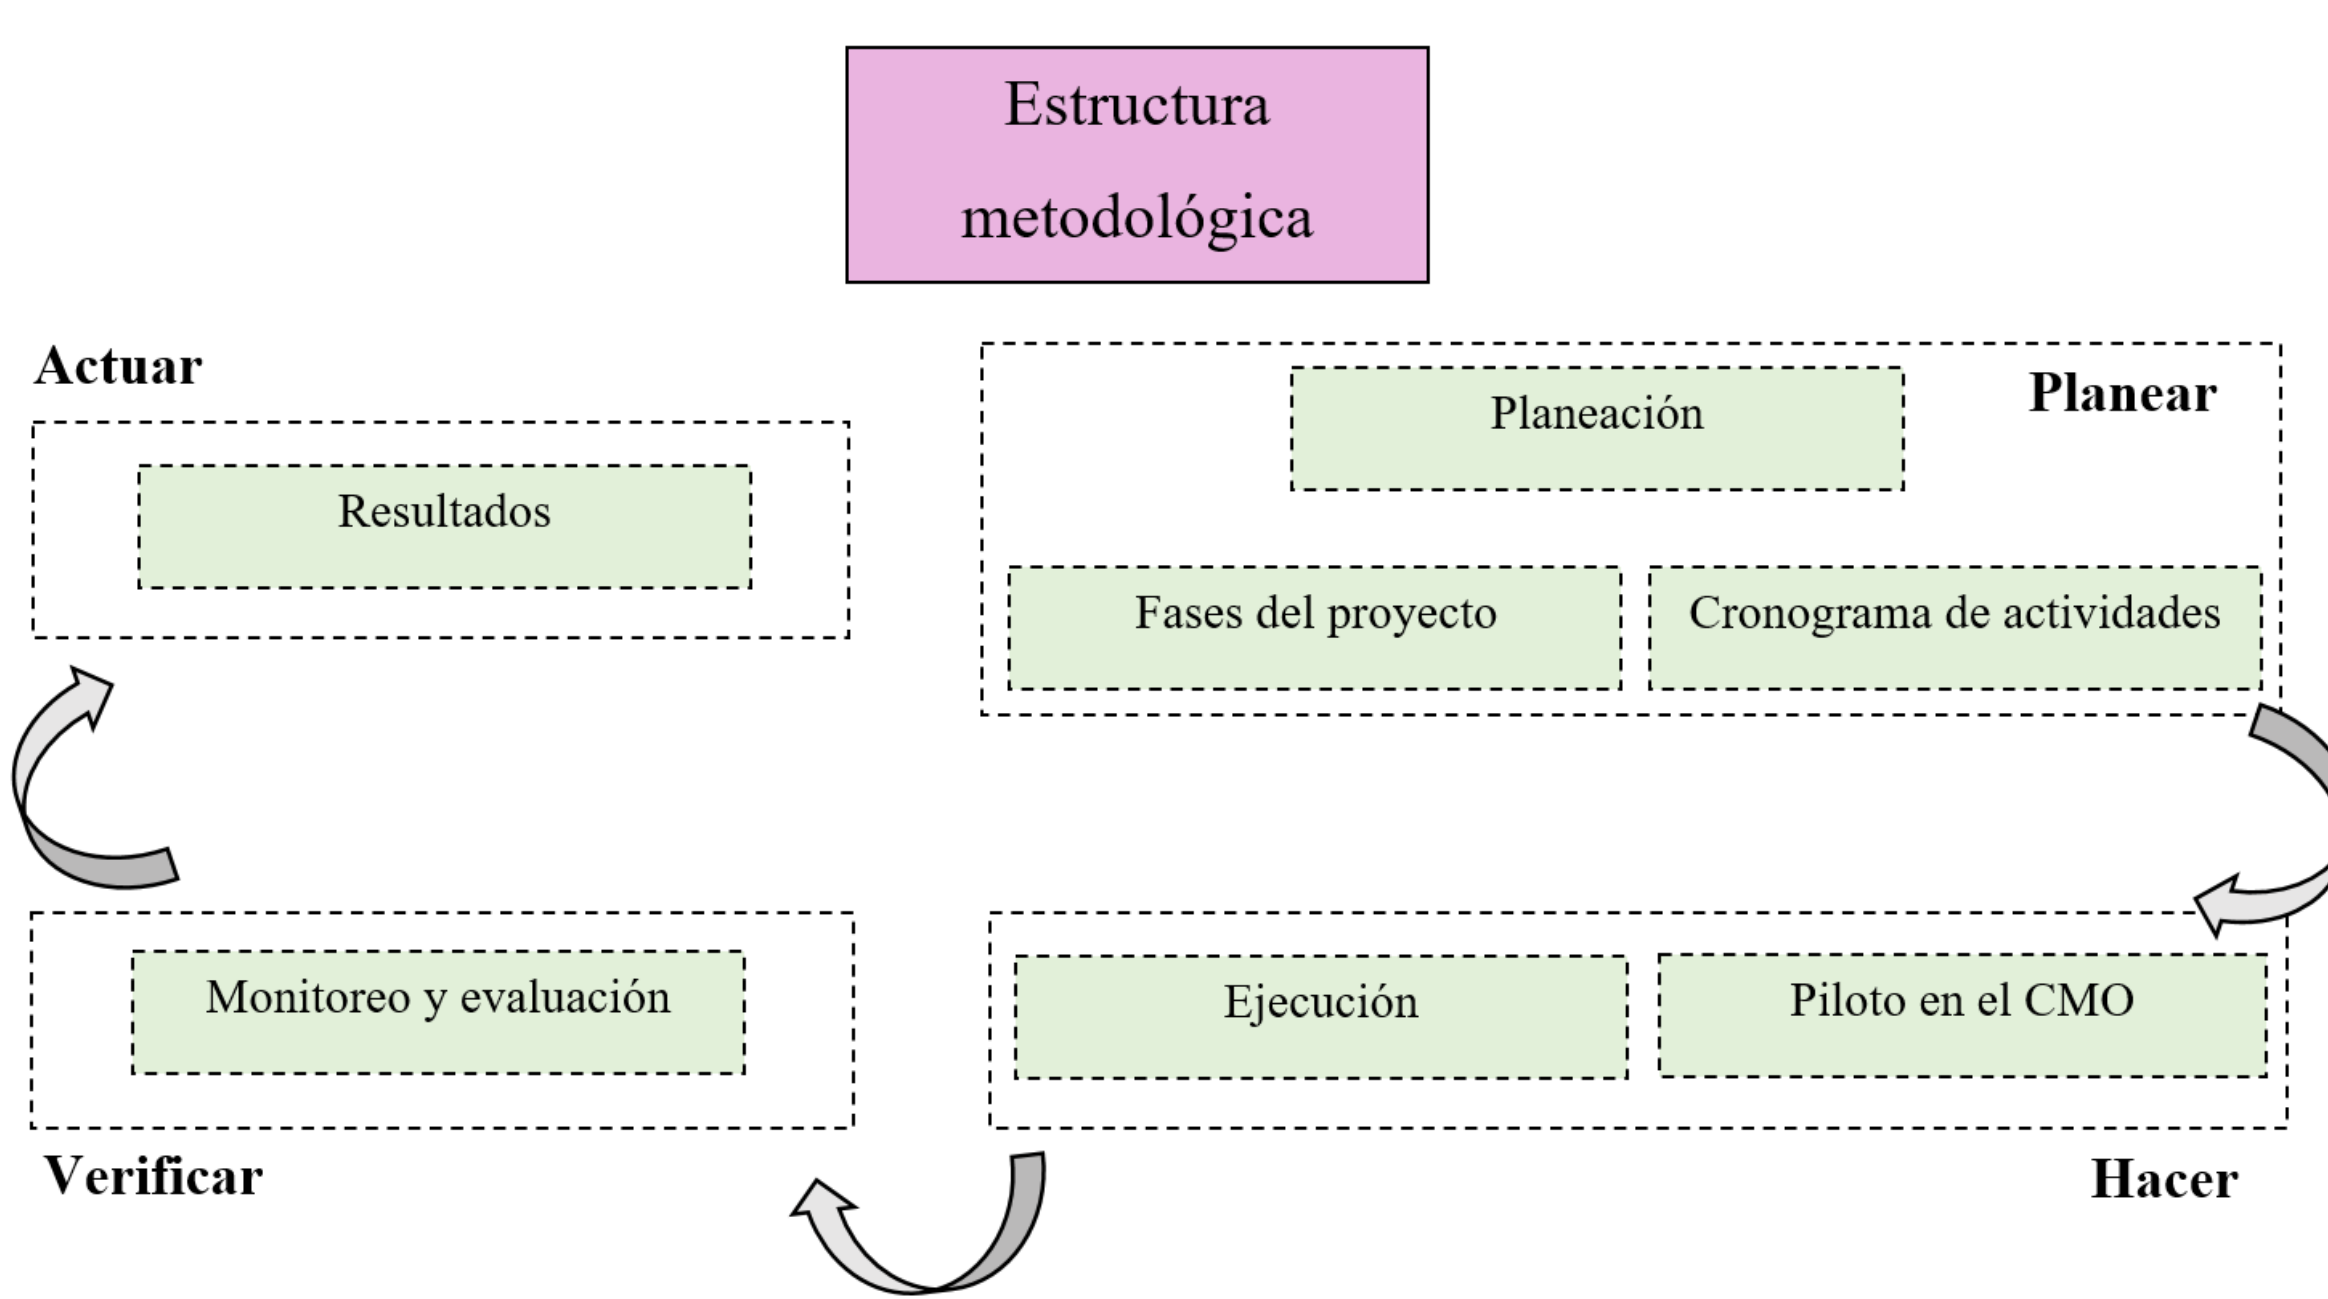 Estructura
metodológica
Actuar
Resultados
Planear
Planeación
Fases del proyecto
Cronograma de actividades
Monitoreo y evaluación
Verificar
Ejecución
Piloto en el CMO
Hacer